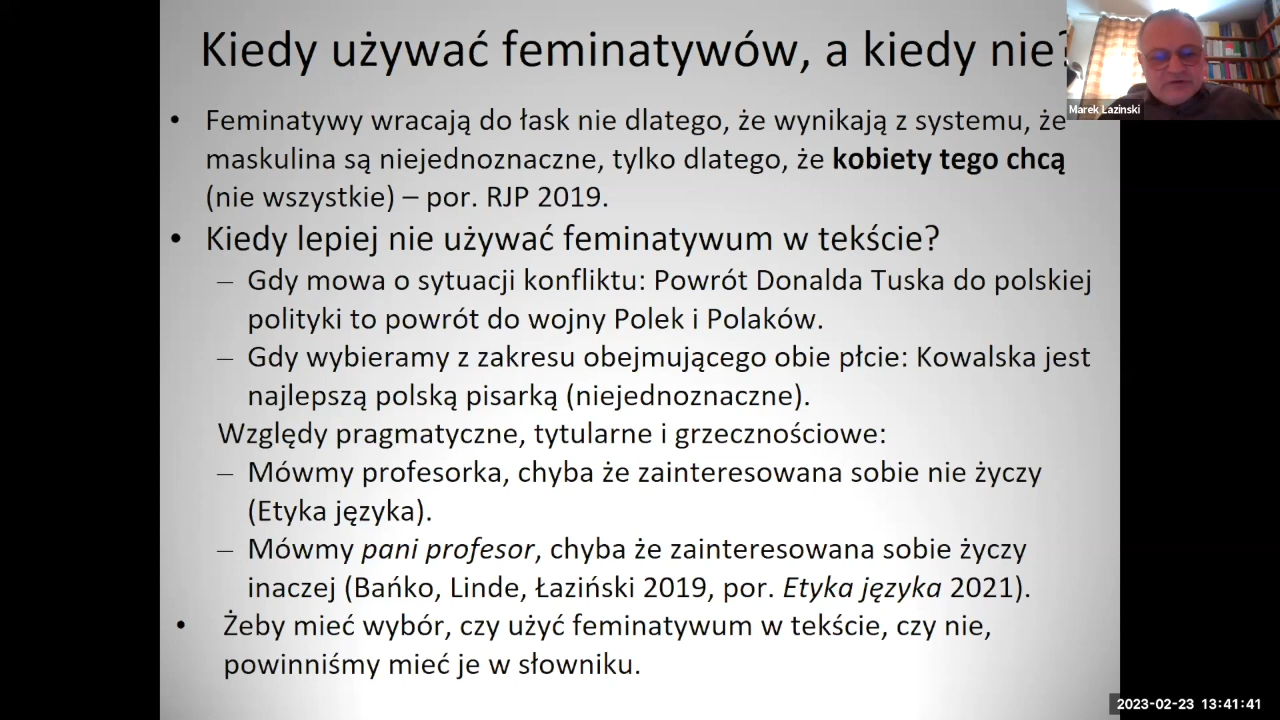 Kiedy używać feminatywów, a kiedy nie?
Marek Łaziński
• Feminatywy wracają do łask nie dlatego, że wynikają z systemu, że
maskulina są niejednoznaczne, tylko dlatego, że kobiety tego chcą
(nie wszystkie) – por. RJP 2019.
• Kiedy lepiej nie używać feminatywum w tekście?
– Gdy mowa o sytuacji konfliktu: Powrót Donalda Tuska do polskiej
polityki to powrót do wojny Polek i Polaków.
– Gdy wybieramy z zakresu obejmującego obie płcie: Kowalska jest
najlepszą polską pisarką (niejednoznaczne).
Względy pragmatyczne, tytularne i grzecznościowe:
– Mówmy profesorka, chyba że zainteresowana sobie nie życzy
(Etyka języka).
– Mówmy pani profesor, chyba że zainteresowana sobie życzy
inaczej (Bańko, Linde, Łaziński 2019, por. Etyka języka 2021).
• Żeby mieć wybór, czy użyć feminatywum w tekście, czy nie,
powinniśmy mieć je w słowniku.
2023-02-23 13:41:41